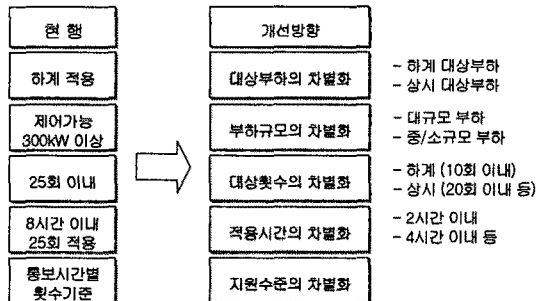 현 행
개선방향
하계 적용
대상부하의 차별화
- 하계 대상부하
- 상시 대상부하
제어가능
300kW 이상
부하규모의 차별화
- 대규모 부하
- 중/소규모 부하
25회 이내
대상횟수의 차별화
- 하계 (10회 이내)
- 상시 (20회 이내 등)
8시간 이내
25회 적용
적용시간의 차별화
- 2시간 이내
- 4시간 이내 등
통보시간별
횟수기준
지원수준의 차별화